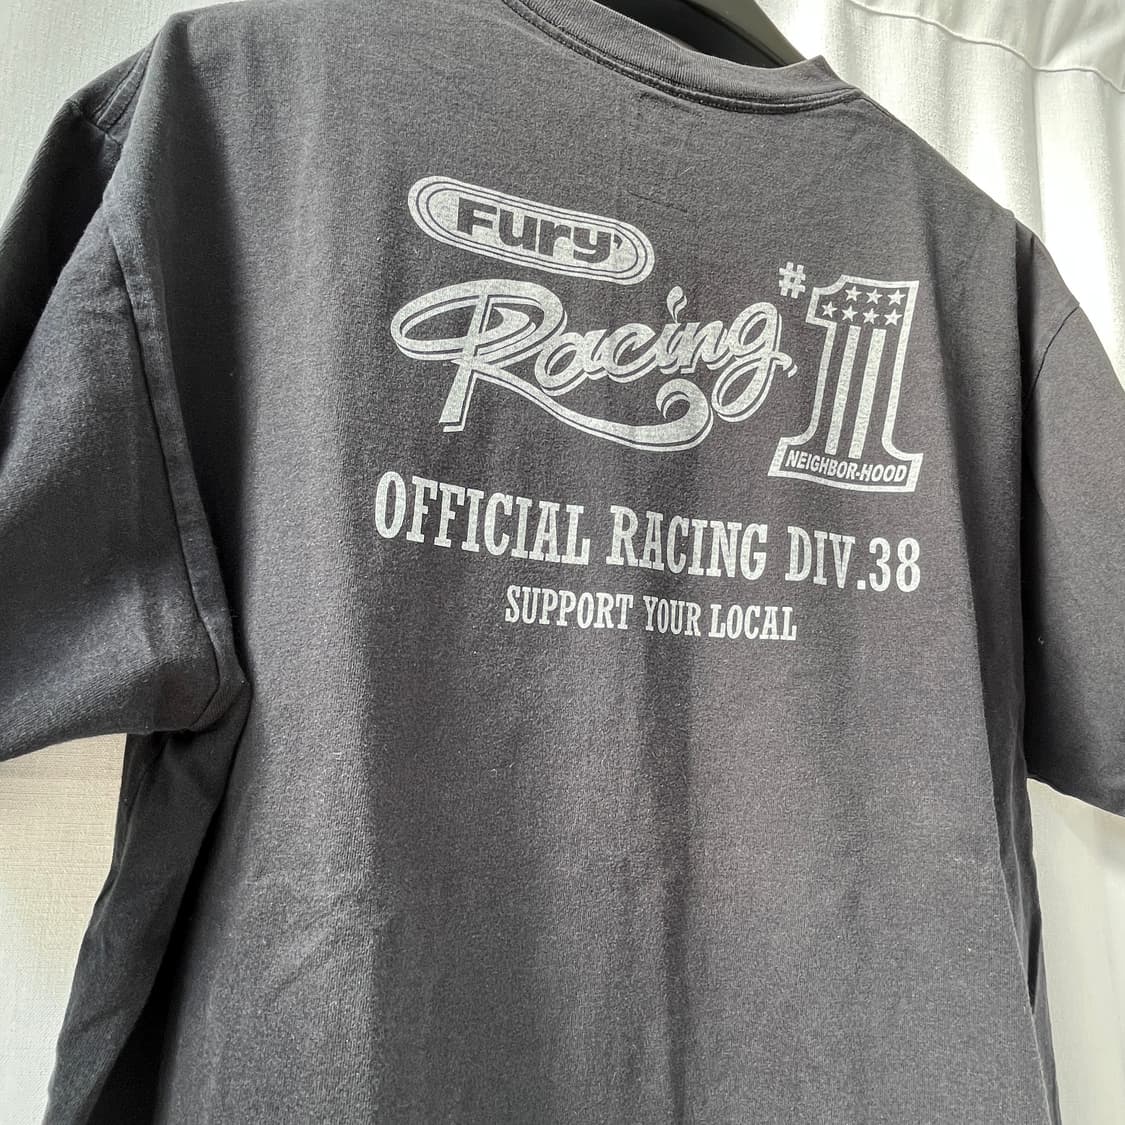 Fury
Racing #1
NEIGHBOR-HOOD
OFFICIAL RACING DIV.38
SUPPORT YOUR LOCAL